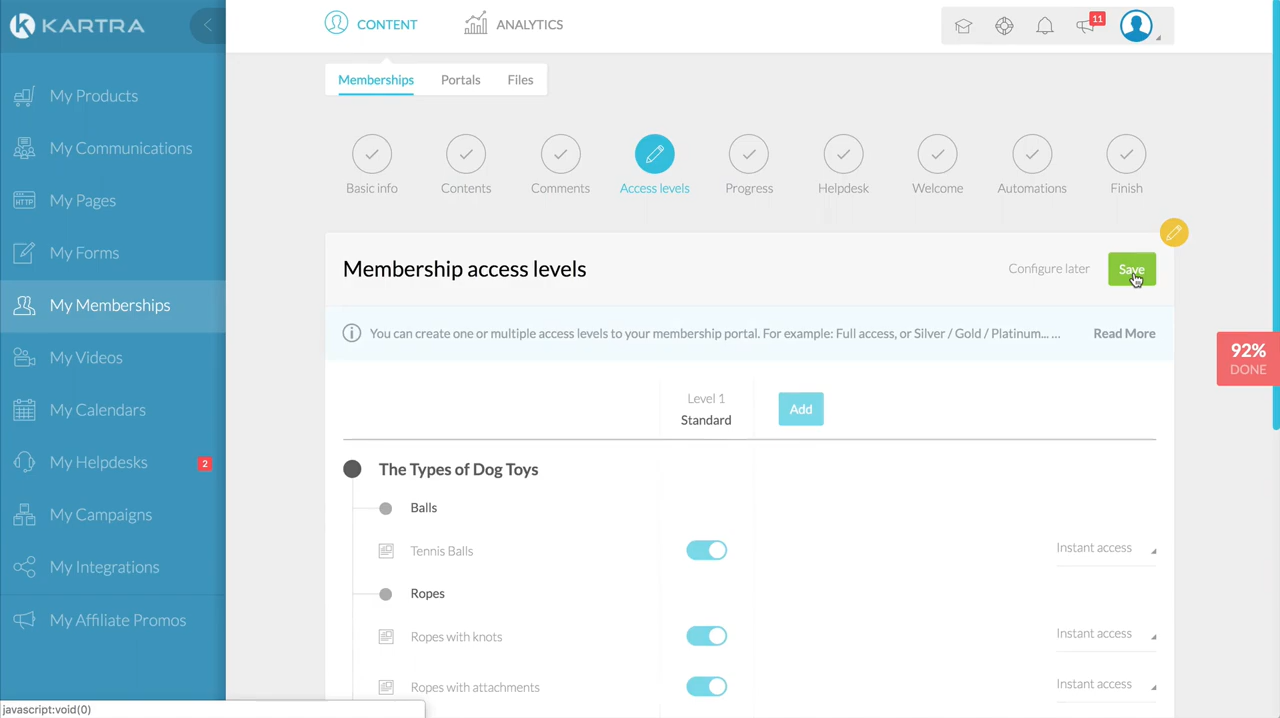 KARTRA
CONTENT
ANALYTICS
11
My Products
My Communications
My Pages
HTTP
My Forms
My Memberships
My Videos
My Calendars
My Helpdesks
2
My Campaigns
My Integrations
My Affiliate Promos
Memberships Portals Files
Basic info Contents Comments Access levels Progress Helpdesk Welcome Automations Finish
Membership access levels
Configure later
Save
You can create one or multiple access levels to your membership portal. For example: Full access, or Silver / Gold / Platinum... ...
Read More
92%
DONE
Level 1
Standard
Add
The Types of Dog Toys
Balls
Tennis Balls
Instant access
Ropes
Ropes with knots
Instant access
Ropes with attachments
Instant access
javascript:void(0)